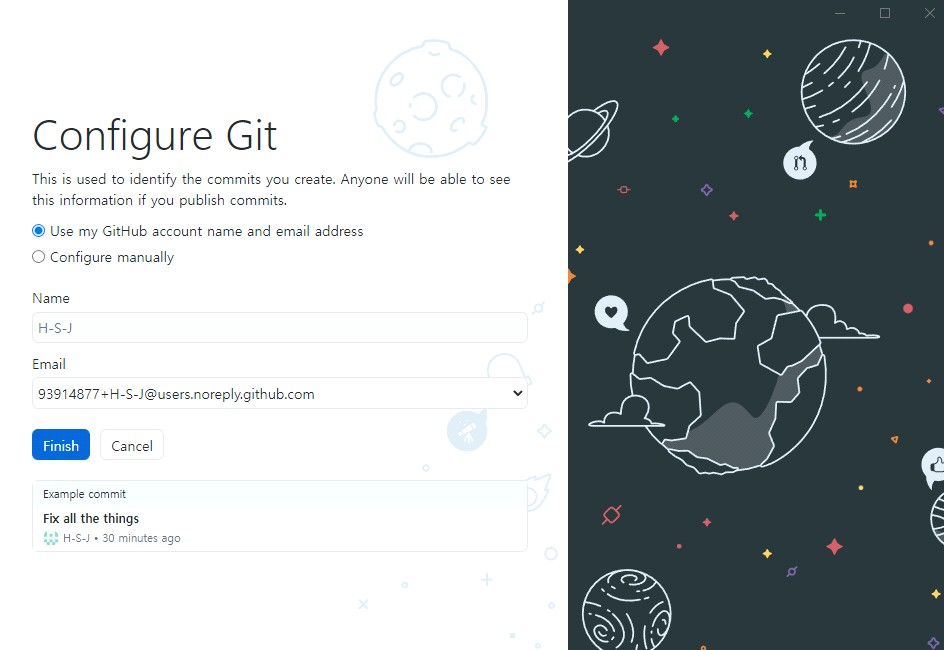 Configure Git
This is used to identify the commits you create. Anyone will be able to see
this information if you publish commits.
Use my GitHub account name and email address
Configure manually
Name
H-S-J
Email
93914877+H-S-J@users.noreply.github.com
Finish Cancel
Example commit
Fix all the things
H-S-J • 30 minutes ago